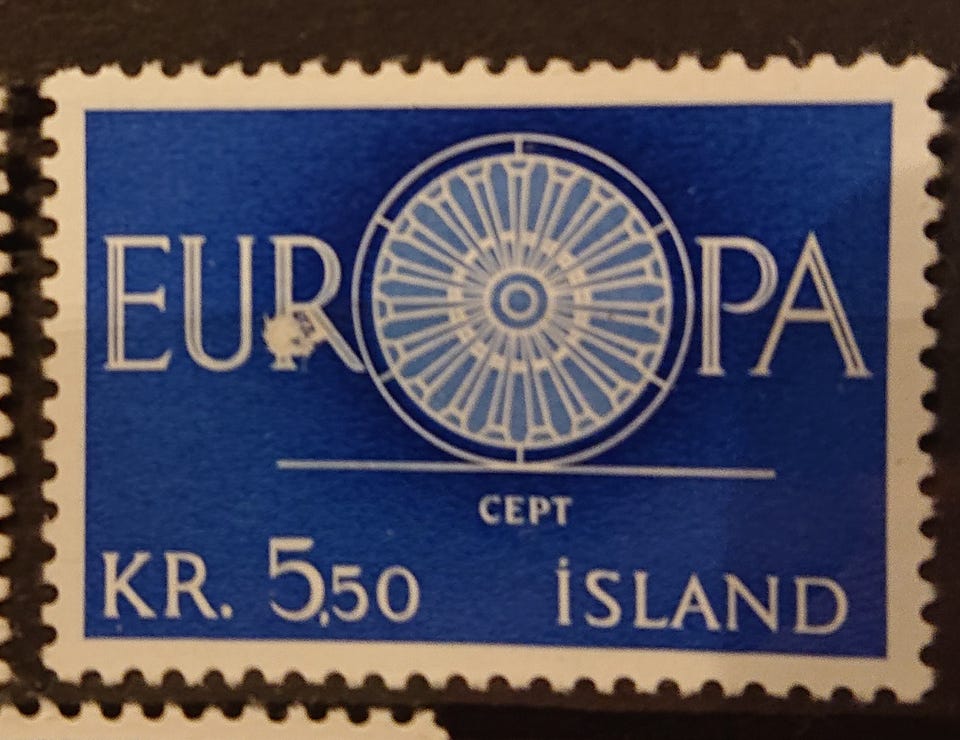 EUROPA
CEPT
KR. 5,50 ÍSLAND